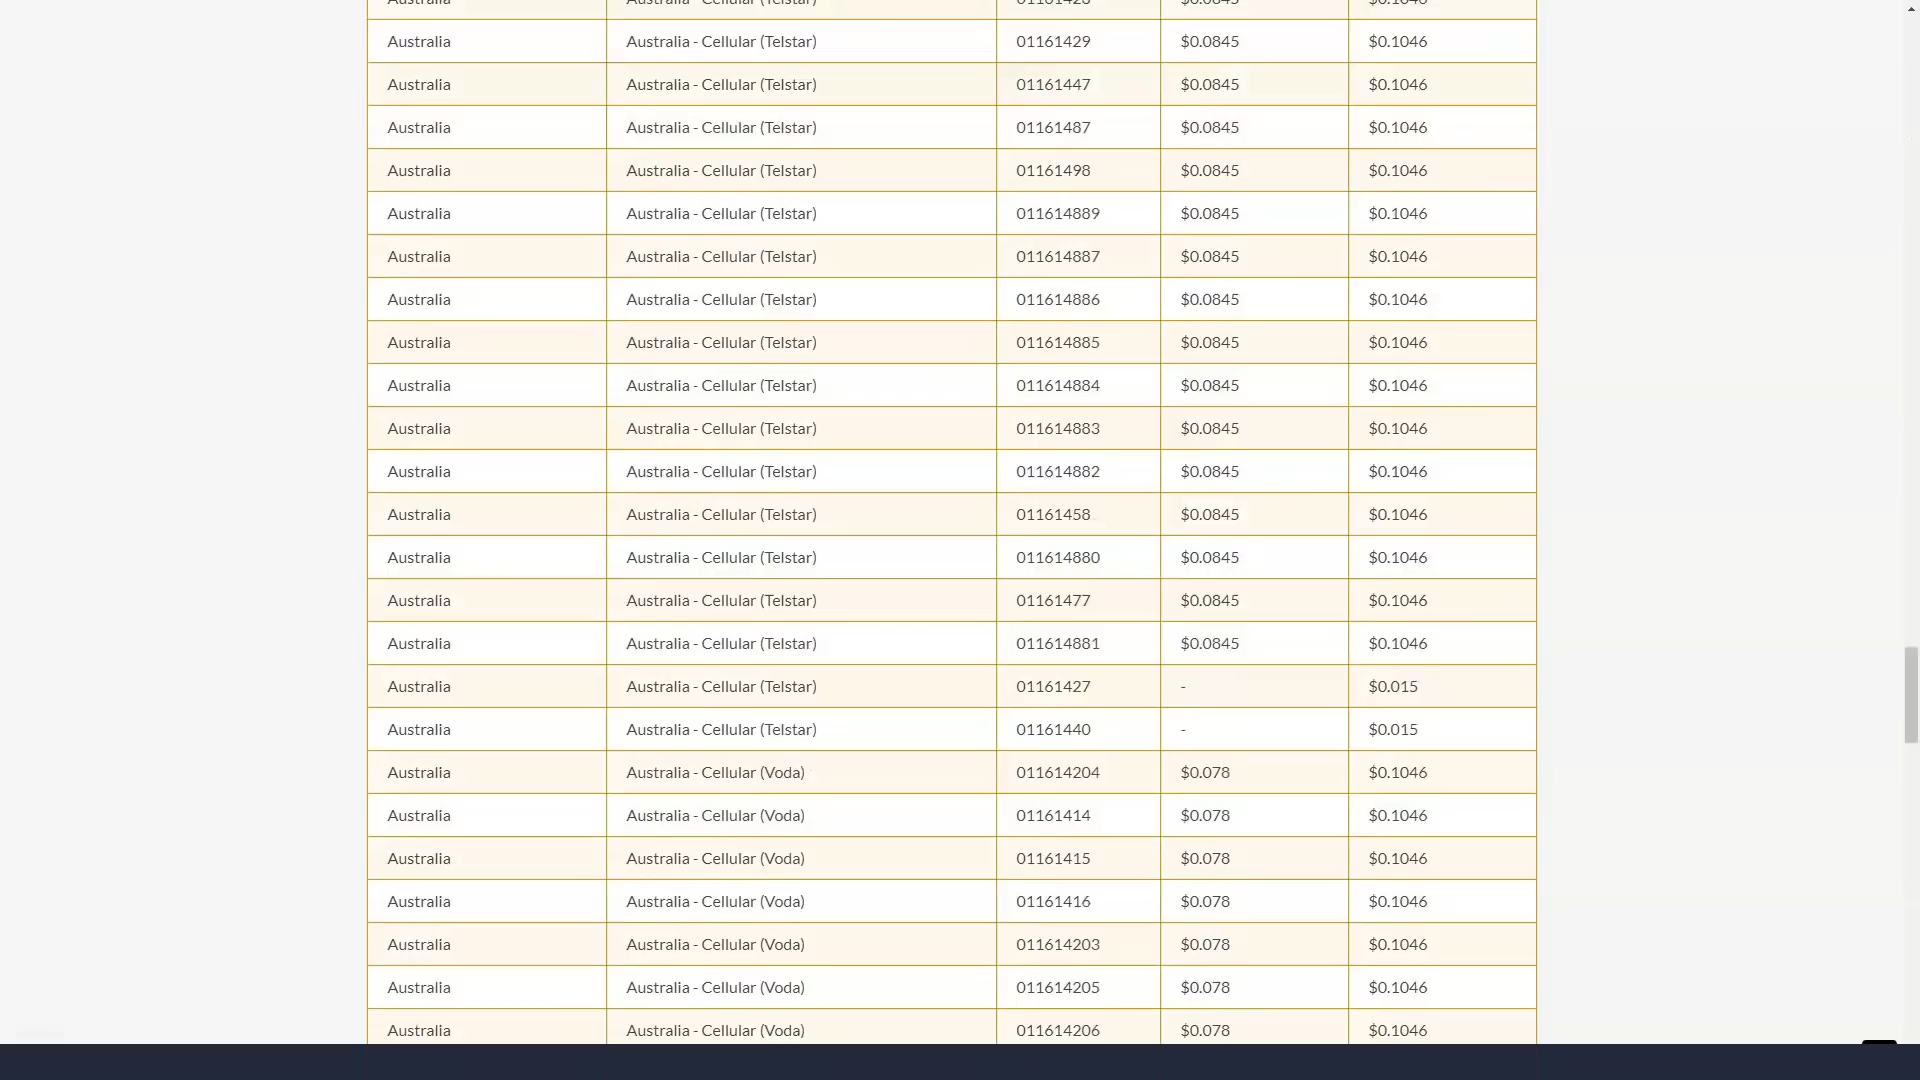 Australia Australia - Cellular (Telstar) 01161428 $0.0845 $0.1046
Australia Australia - Cellular (Telstar) 01161429 $0.0845 $0.1046
Australia Australia - Cellular (Telstar) 01161447 $0.0845 $0.1046
Australia Australia - Cellular (Telstar) 01161487 $0.0845 $0.1046
Australia Australia - Cellular (Telstar) 01161498 $0.0845 $0.1046
Australia Australia - Cellular (Telstar) 011614889 $0.0845 $0.1046
Australia Australia - Cellular (Telstar) 011614887 $0.0845 $0.1046
Australia Australia - Cellular (Telstar) 011614886 $0.0845 $0.1046
Australia Australia - Cellular (Telstar) 011614885 $0.0845 $0.1046
Australia Australia - Cellular (Telstar) 011614884 $0.0845 $0.1046
Australia Australia - Cellular (Telstar) 011614883 $0.0845 $0.1046
Australia Australia - Cellular (Telstar) 011614882 $0.0845 $0.1046
Australia Australia - Cellular (Telstar) 01161458 $0.0845 $0.1046
Australia Australia - Cellular (Telstar) 011614880 $0.0845 $0.1046
Australia Australia - Cellular (Telstar) 01161477 $0.0845 $0.1046
Australia Australia - Cellular (Telstar) 011614881 $0.0845 $0.1046
Australia Australia - Cellular (Telstar) 01161427 - $0.015
Australia Australia - Cellular (Telstar) 01161440 - $0.015
Australia Australia - Cellular (Voda) 011614204 $0.078 $0.1046
Australia Australia - Cellular (Voda) 01161414 $0.078 $0.1046
Australia Australia - Cellular (Voda) 01161415 $0.078 $0.1046
Australia Australia - Cellular (Voda) 01161416 $0.078 $0.1046
Australia Australia - Cellular (Voda) 011614203 $0.078 $0.1046
Australia Australia - Cellular (Voda) 011614205 $0.078 $0.1046
Australia Australia - Cellular (Voda) 011614206 $0.078 $0.1046